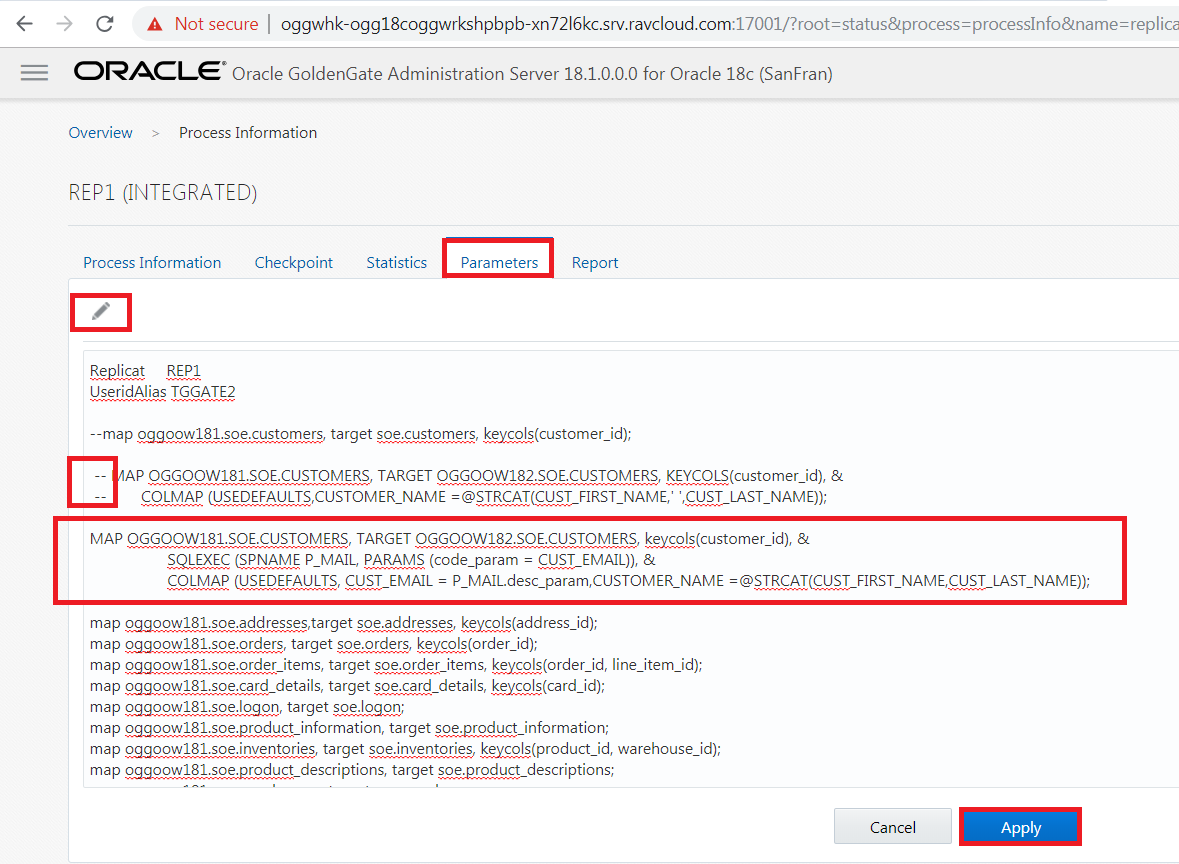 Not secure | oggwhk-ogg18coggwrkshpbpb-xn72l6kc.srv.ravcloud.com:17001/?root=status&process=processInfo&name=replica
ORACLE® Oracle GoldenGate Administration Server 18.1.0.0.0 for Oracle 18c (SanFran)
Overview > Process Information
REP1 (INTEGRATED)
Process Information Checkpoint Statistics Parameters Report
Replicat REP1
UseridAlias TGGATE2
--map oggoow181.soe.customers, target soe.customers, keycols(customer_id);
-- MAP OGGOOW181.SOE.CUSTOMERS, TARGET OGGOOW182.SOE.CUSTOMERS, KEYCOLS(customer_id), &
-- COLMAP (USEDEFAULTS,CUSTOMER_NAME =@STRCAT(CUST_FIRST_NAME,' ',CUST_LAST_NAME));
MAP OGGOOW181.SOE.CUSTOMERS, TARGET OGGOOW182.SOE.CUSTOMERS, keycols(customer_id), &
SQLEXEC (SPNAME P_MAIL, PARAMS (code_param = CUST_EMAIL)), &
COLMAP (USEDEFAULTS, CUST_EMAIL = P_MAIL.desc_param,CUSTOMER_NAME =@STRCAT(CUST_FIRST_NAME,CUST_LAST_NAME));
map oggoow181.soe.addresses,target soe.addresses, keycols(address_id);
map oggoow181.soe.orders, target soe.orders, keycols(order_id);
map oggoow181.soe.order_items, target soe.order_items, keycols(order_id, line_item_id);
map oggoow181.soe.card_details, target soe.card_details, keycols(card_id);
map oggoow181.soe.logon, target soe.logon;
map oggoow181.soe.product_information, target soe.product_information;
map oggoow181.soe.inventories, target soe.inventories, keycols(product_id, warehouse_id);
map oggoow181.soe.product_descriptions, target soe.product_descriptions;
Cancel Apply